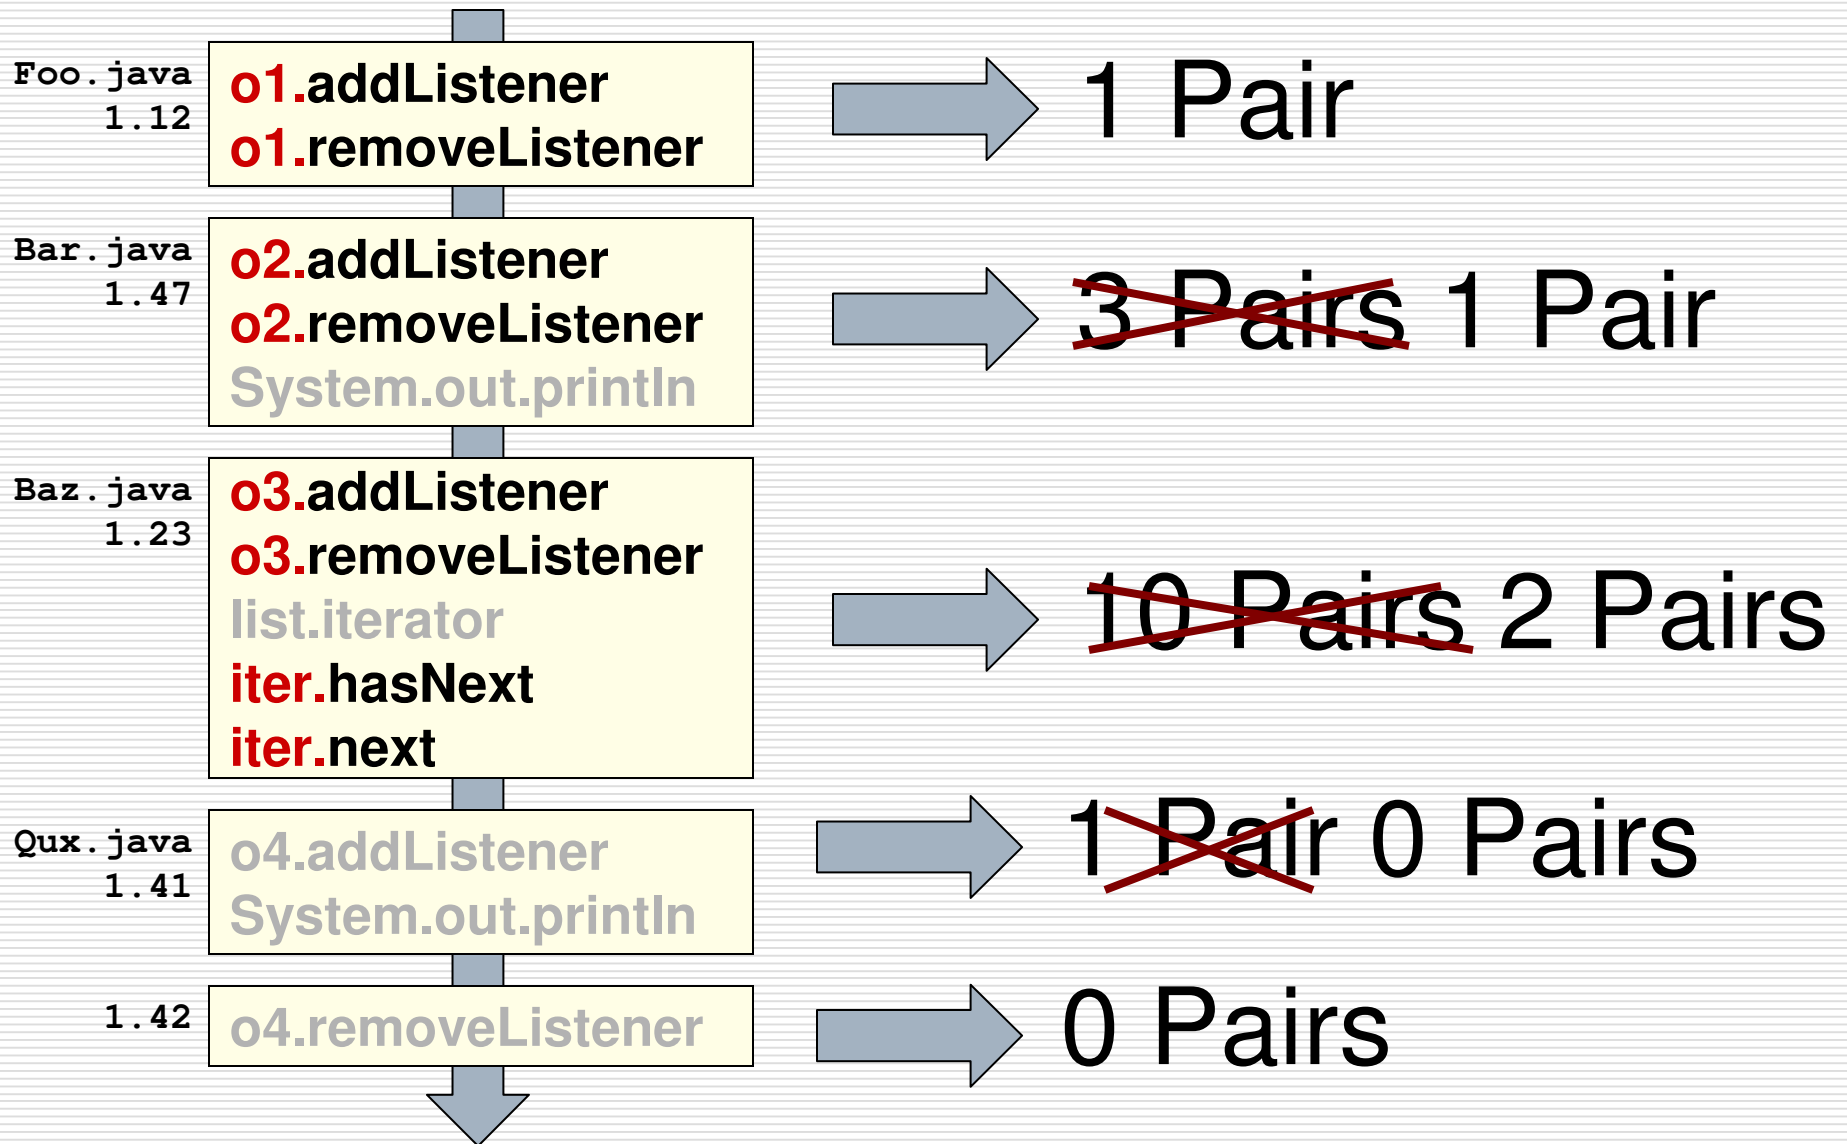 Foo.java
1.12
o1.addListener
o1.removeListener
1 Pair
Bar.java
1.47
o2.addListener
o2.removeListener
System.out.println
3 Pairs 1 Pair
Baz.java
1.23
o3.addListener
o3.removeListener
list.iterator
iter.hasNext
iter.next
10 Pairs 2 Pairs
Qux.java
1.41
o4.addListener
System.out.println
1 Pair 0 Pairs
1.42
o4.removeListener
0 Pairs